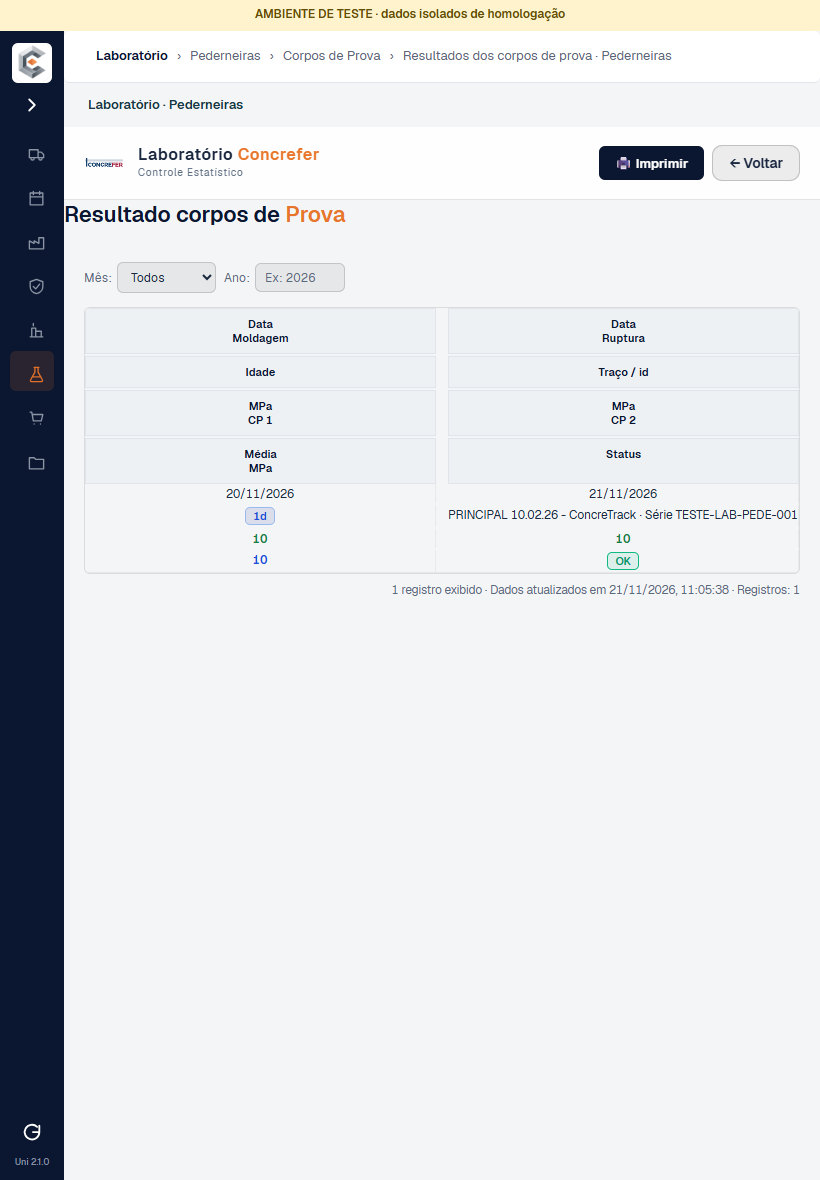 AMBIENTE DE TESTE · dados isolados de homologação
Laboratório › Pederneiras › Corpos de Prova › Resultados dos corpos de prova · Pederneiras
Laboratório · Pederneiras
CONCREFER
Laboratório Concrefer
Controle Estatístico
Imprimir
← Voltar
Resultado corpos de Prova
Mês: Todos Ano: Ex: 2026
Data
Moldagem
Data
Ruptura
Idade
Traço / id
MPa
CP 1
MPa
CP 2
Média
MPa
Status
20/11/2026
21/11/2026
1d
PRINCIPAL 10.02.26 - ConcreTrack · Série TESTE-LAB-PEDE-001
10
10
10
OK
1 registro exibido · Dados atualizados em 21/11/2026, 11:05:38 · Registros: 1
Uni 2.1.0